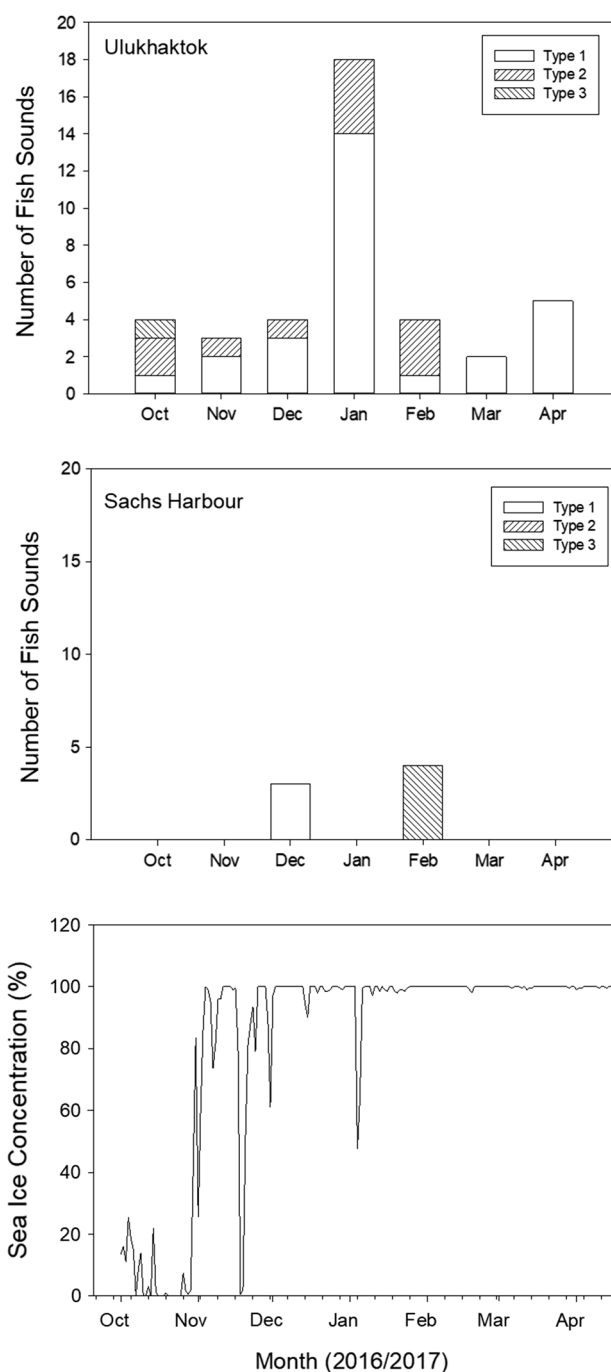 Ulukhaktok
Type 1
Type 2
Type 3
Number of Fish Sounds
20
18
16
14
12
10
8
6
4
2
0
Oct Nov Dec Jan Feb Mar Apr
Sachs Harbour
Type 1
Type 2
Type 3
Number of Fish Sounds
20
15
10
5
0
Oct Nov Dec Jan Feb Mar Apr
Sea Ice Concentration (%)
120
100
80
60
40
20
0
Oct Nov Dec Jan Feb Mar Apr
Month (2016/2017)